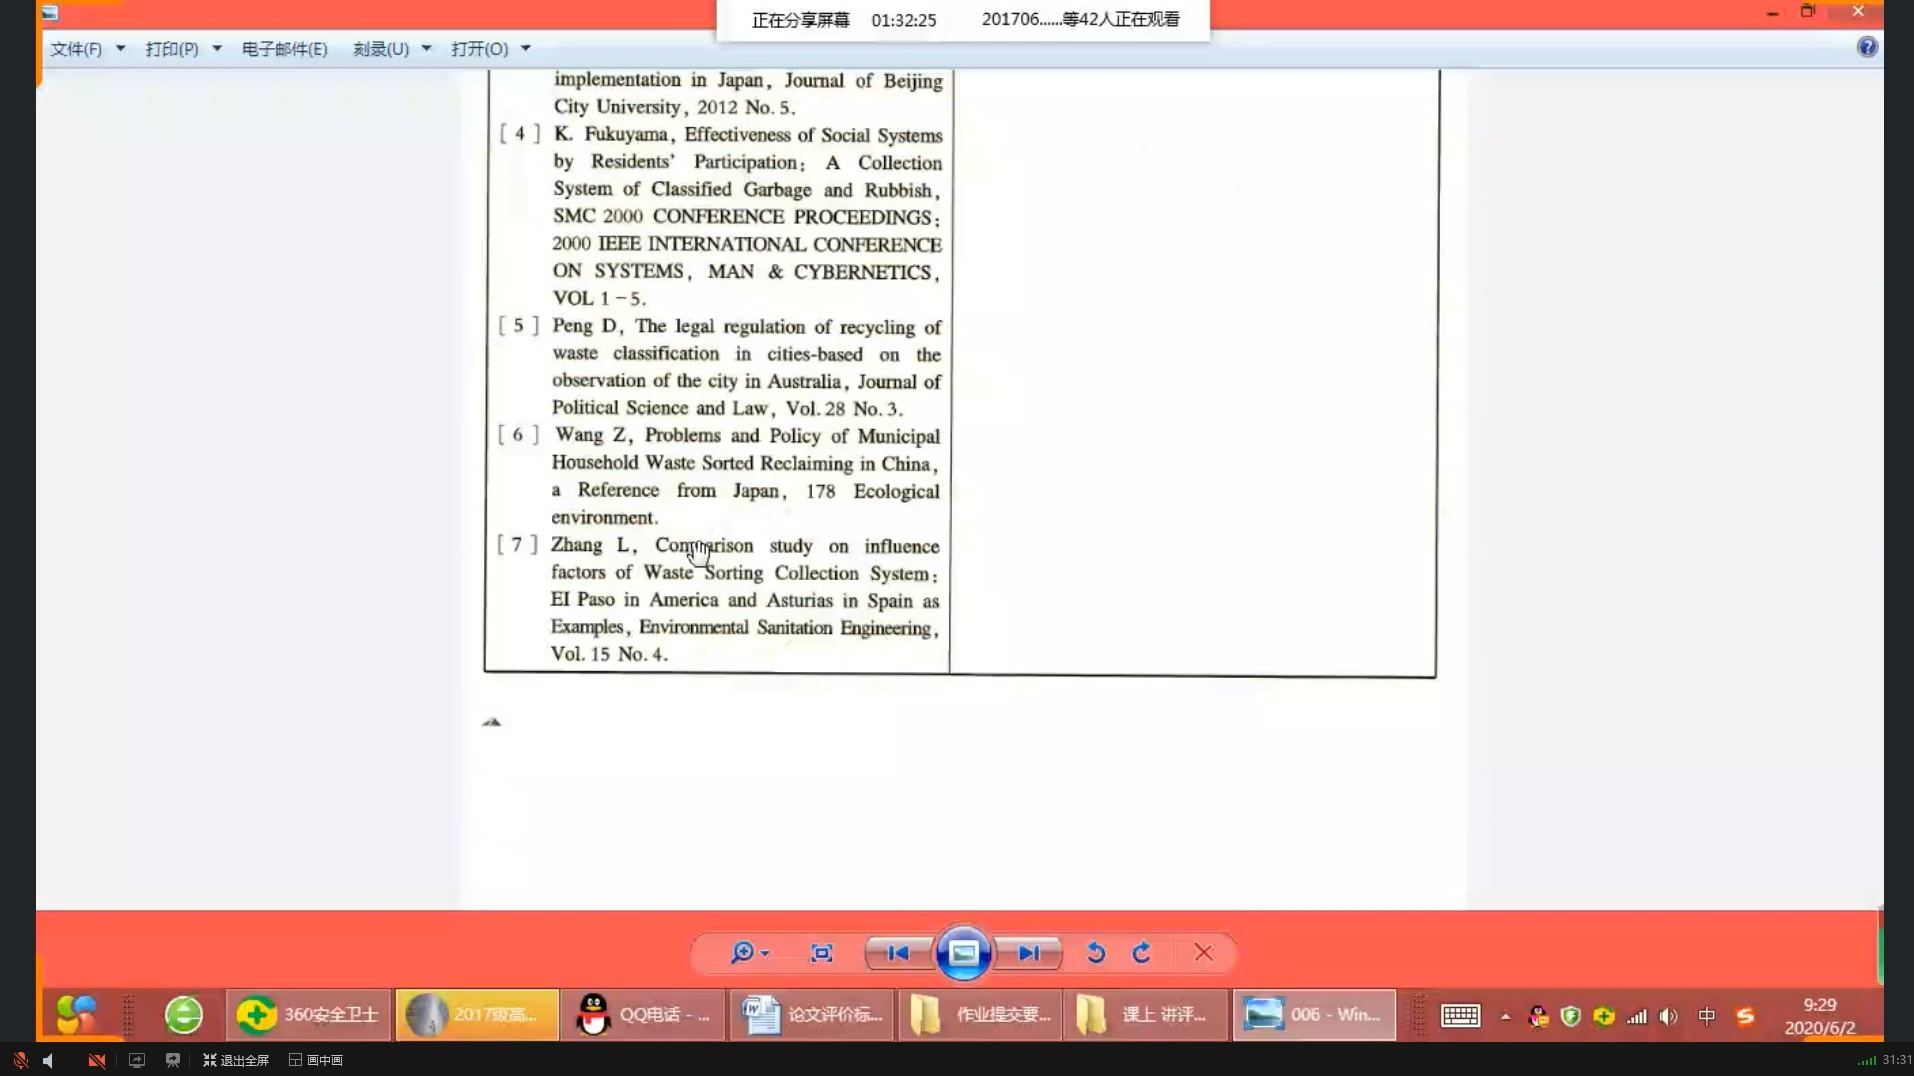 正在分享屏幕 01:32:25 201706......等42人正在观看
文件(F) 打印(P) 电子邮件(E) 刻录(U) 打开(O)
implementation in Japan, Journal of Beijing
City University, 2012 No. 5.
[ 4 ] K. Fukuyama, Effectiveness of Social Systems
by Residents' Participation: A Collection
System of Classified Garbage and Rubbish,
SMC 2000 CONFERENCE PROCEEDINGS:
2000 IEEE INTERNATIONAL CONFERENCE
ON SYSTEMS, MAN & CYBERNETICS,
VOL 1-5.
[ 5 ] Peng D, The legal regulation of recycling of
waste classification in cities-based on the
observation of the city in Australia, Journal of
Political Science and Law, Vol. 28 No. 3.
[ 6 ] Wang Z, Problems and Policy of Municipal
Household Waste Sorted Reclaiming in China,
a Reference from Japan, 178 Ecological
environment.
[ 7 ] Zhang L, Comparison study on influence
factors of Waste Sorting Collection System:
EI Paso in America and Asturias in Spain as
Examples, Environmental Sanitation Engineering,
Vol. 15 No. 4.
360安全卫士 2017级高... QQ电话 - ... 论文评价标... 作业提交要... 课上 讲评... 006 - Win... 中 9:29
2020/6/2
退出全屏 画中画 31:31